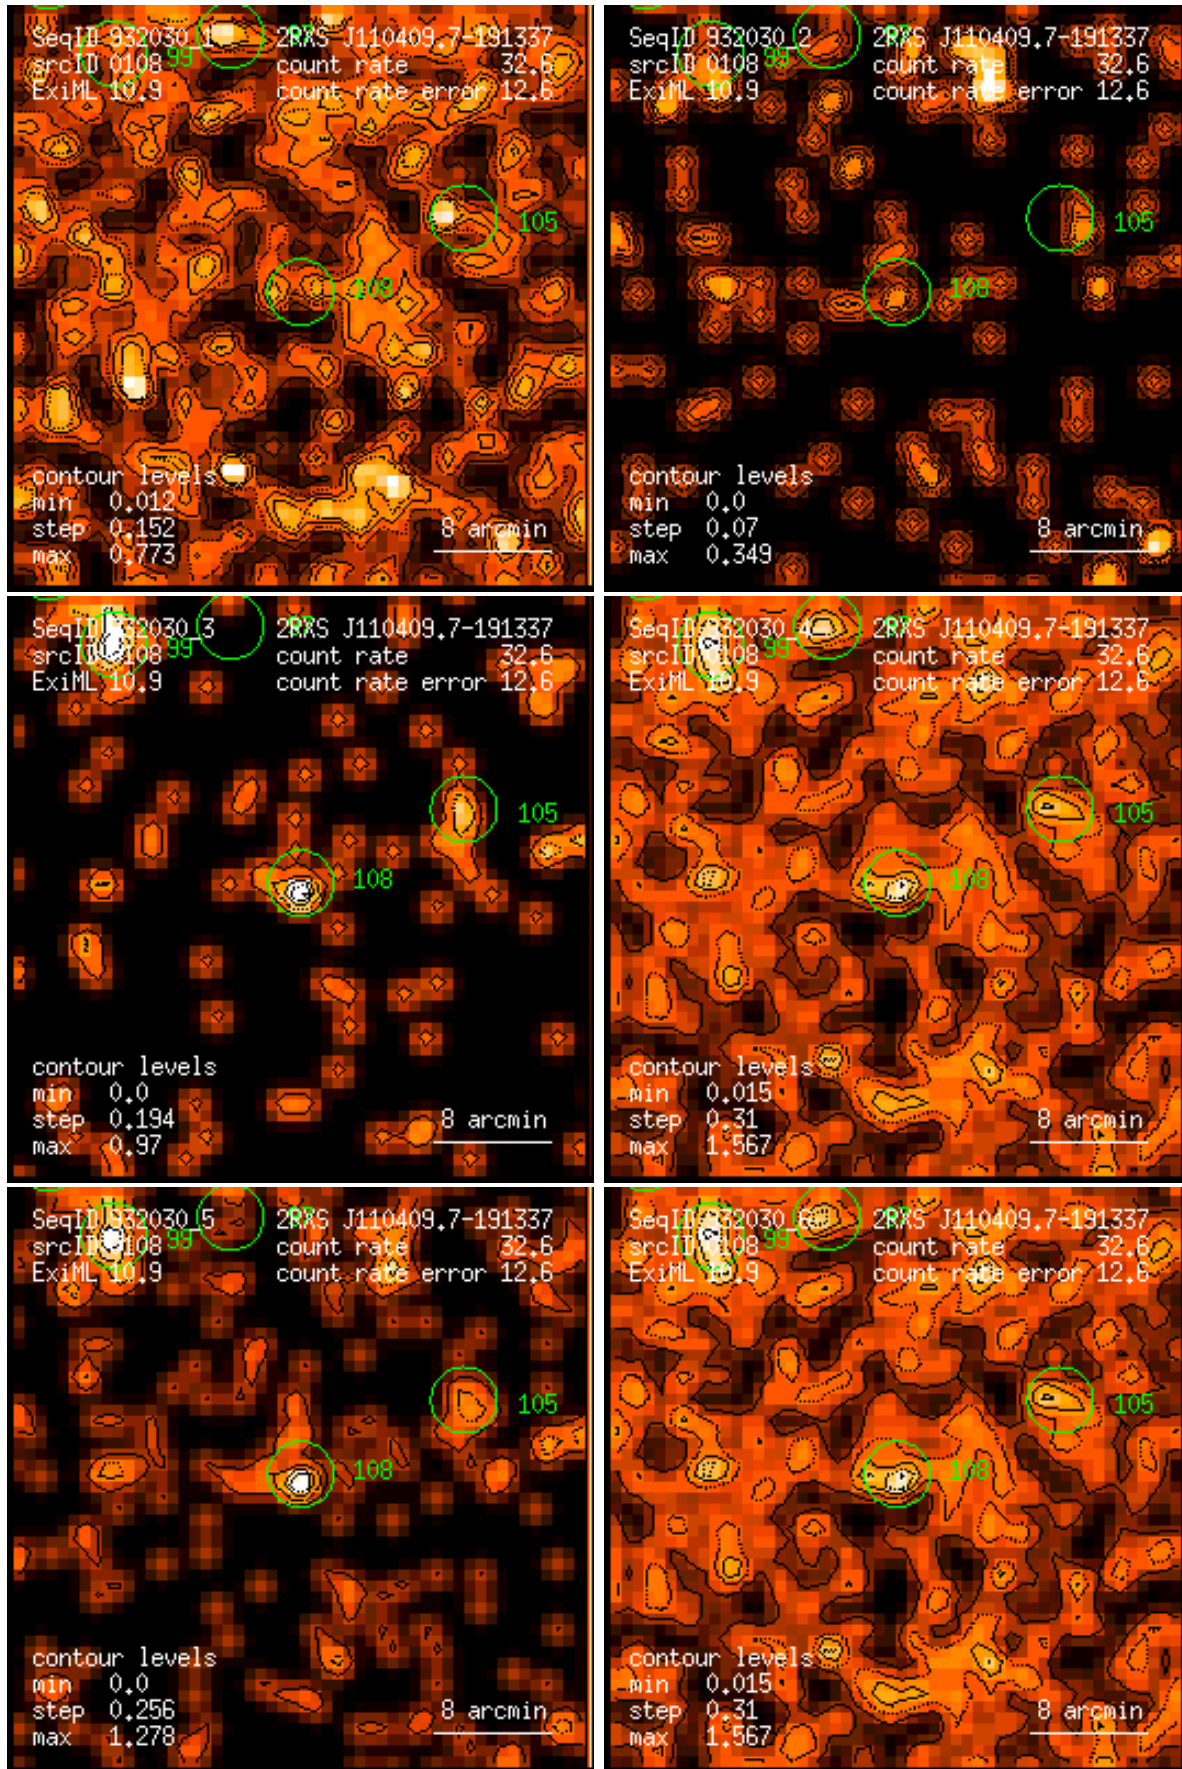 SeqID 932030_1 2RXS J110409.7-191337
srcID 0108 99 count rate 32.6
ExiML 10.9 count rate error 12.6
105
108
contour levels
min 0.012
step 0.152 8 arcmin
max 0.773
SeqID 932030_2 2RXS J110409.7-191337
srcID 0108 99 count rate 32.6
ExiML 10.9 count rate error 12.6
105
108
contour levels
min 0.0
step 0.07 8 arcmin
max 0.349
SeqID 932030_3 2RXS J110409.7-191337
srcID 0108 99 count rate 32.6
ExiML 10.9 count rate error 12.6
105
108
contour levels
min 0.0
step 0.194 8 arcmin
max 0.97
SeqID 932030_4 2RXS J110409.7-191337
srcID 0108 99 count rate 32.6
ExiML 10.9 count rate error 12.6
105
108
contour levels
min 0.015
step 0.31 8 arcmin
max 1.567
SeqID 932030_5 2RXS J110409.7-191337
srcID 0108 99 count rate 32.6
ExiML 10.9 count rate error 12.6
105
108
contour levels
min 0.0
step 0.256 8 arcmin
max 1.278
SeqID 932030_6 2RXS J110409.7-191337
srcID 0108 99 count rate 32.6
ExiML 10.9 count rate error 12.6
105
108
contour levels
min 0.015
step 0.31 8 arcmin
max 1.567